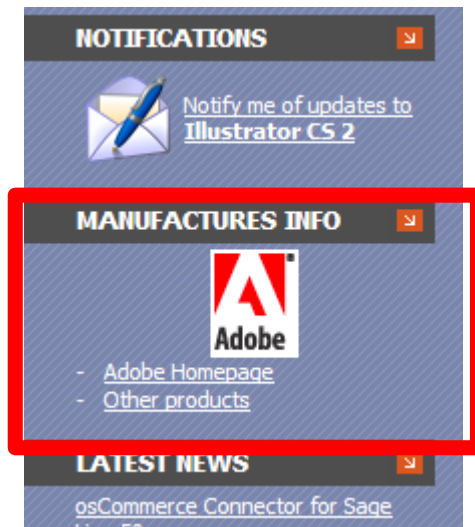 NOTIFICATIONS
Notify me of updates to
Illustrator CS 2
MANUFACTURES INFO
Adobe
- Adobe Homepage
- Other products
LATEST NEWS
osCommerce Connector for Sage